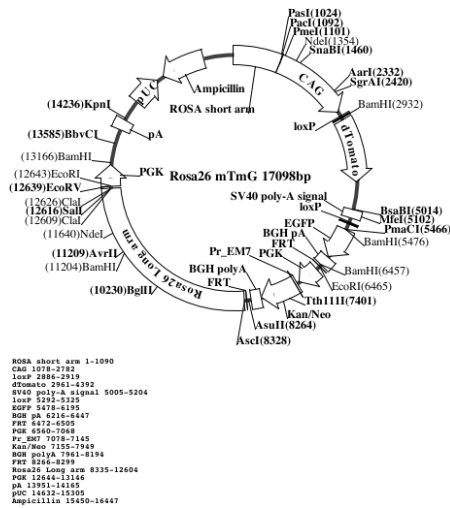 PasI(1024)
PacI(1092)
PmeI(1101)
NdeI(1354)
SnaBI(1460)
CAG
AarI(2332)
SgrAI(2420)
BamHI(2932)
loxP
dTomato
SV40 poly-A signal
loxP
BsaBI(5014)
MfeI(5102)
PmaCI(5466)
BamHI(5476)
EGFP
BGH pA
FRT
PGK
Pr_EM7
BamHI(6457)
EcoRI(6465)
Tth111I(7401)
Kan/Neo
BGH polyA
FRT
AsuII(8264)
AscI(8328)
Rosa26 Long arm
(10230)BglII
(11204)BamHI
(11209)AvrII
(11640)NdeI
(12609)ClaI
(12616)SalI
(12626)ClaI
(12639)EcoRV
(12643)EcoRI
PGK
(13166)BamHI
(13585)BbvCI
pA
(14236)KpnI
pUC
Ampicillin
ROSA short arm
Rosa26 mTmG 17098bp
ROSA short arm 1-1090
CAG 1078-2782
loxP 2886-2919
dTomato 2961-4392
SV40 poly-A signal 5005-5204
loxP 5292-5325
EGFP 5478-6195
BGH pA 6216-6447
FRT 6472-6505
PGK 6560-7068
Pr_EM7 7078-7145
Kan/Neo 7155-7949
BGH polyA 7961-8194
FRT 8266-8299
Rosa26 Long arm 8335-12604
PGK 12644-13146
pA 13951-14165
pUC 14632-15305
Ampicillin 15450-16447